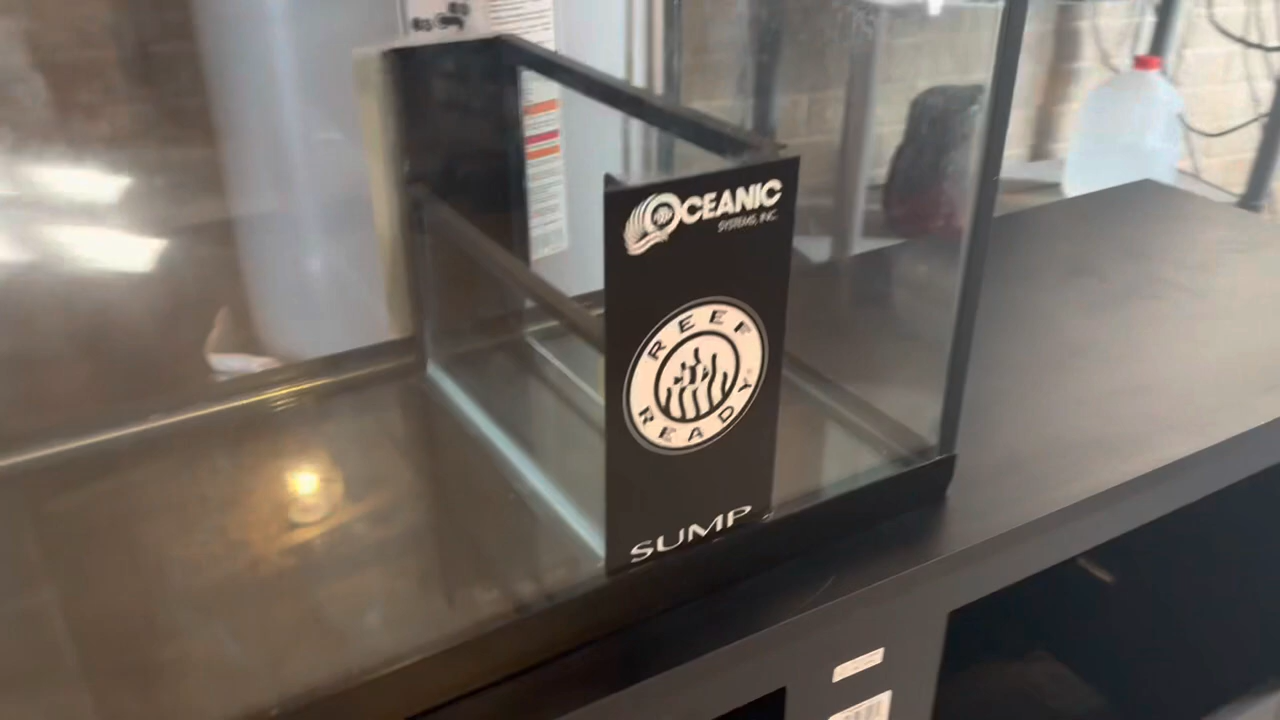 OCEANIC
SYSTEMS, INC.
REEF
READY
SUMP